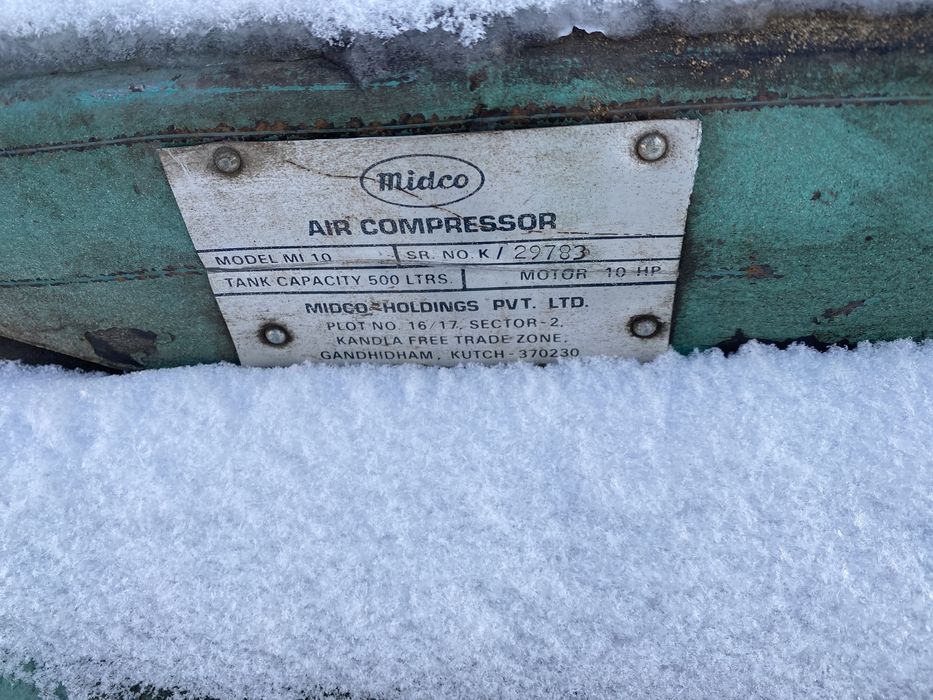 Midco
AIR COMPRESSOR
MODEL MI 10 SR. NO. K/ 29783
TANK CAPACITY 500 LTRS. MOTOR 10 HP
MIDCO HOLDINGS PVT. LTD.
PLOT NO. 16/17, SECTOR-2,
KANDLA FREE TRADE ZONE,
GANDHIDHAM, KUTCH-370230